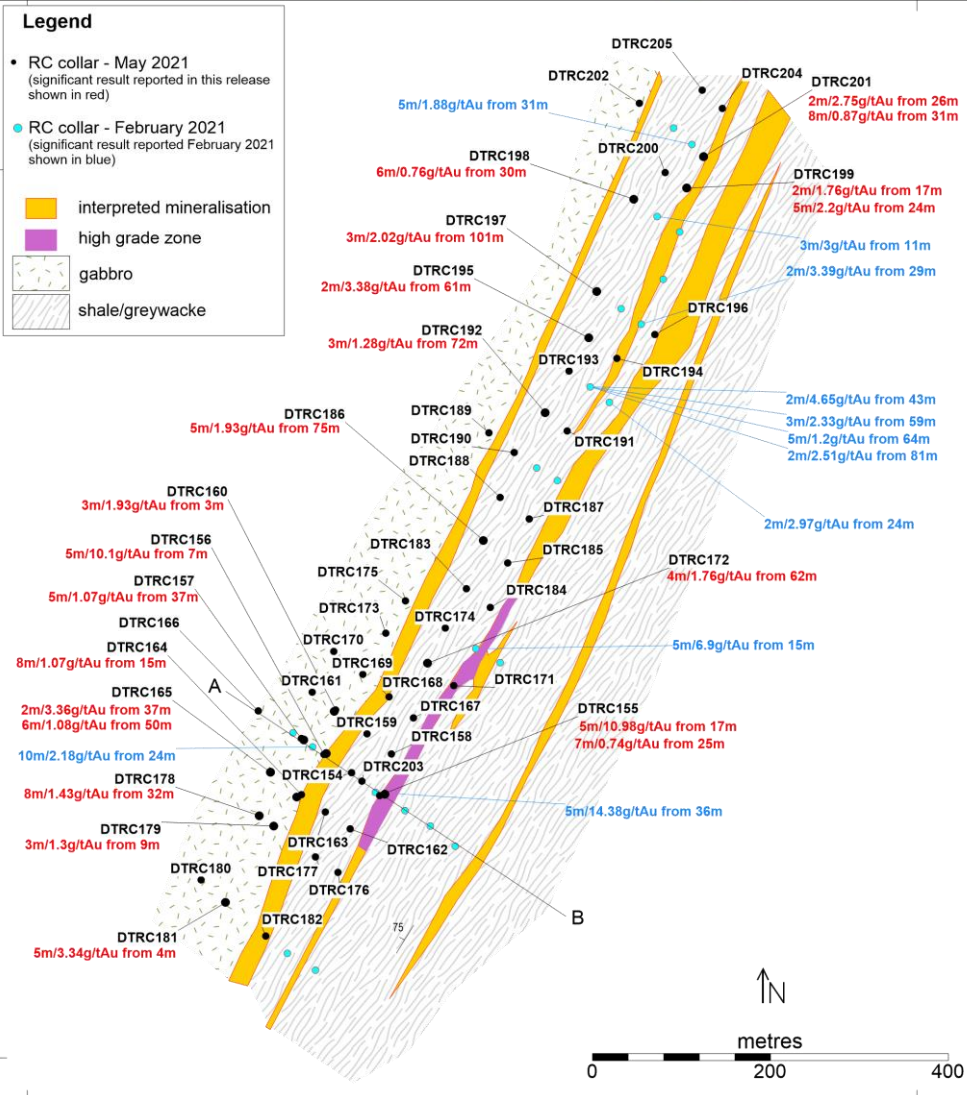 Legend
RC collar - May 2021
(significant result reported in this release
shown in red)
RC collar - February 2021
(significant result reported February 2021
shown in blue)
interpreted mineralisation
high grade zone
gabbro
shale/greywacke
DTRC205
DTRC202
DTRC204
DTRC201
2m/2.75g/tAu from 26m
8m/0.87g/tAu from 31m
5m/1.88g/tAu from 31m
DTRC200
DTRC198
6m/0.76g/tAu from 30m
DTRC199
2m/1.76g/tAu from 17m
5m/2.2g/tAu from 24m
DTRC197
3m/2.02g/tAu from 101m
3m/3g/tAu from 11m
DTRC195
2m/3.38g/tAu from 61m
2m/3.39g/tAu from 29m
DTRC196
DTRC192
3m/1.28g/tAu from 72m
DTRC193
DTRC194
2m/4.65g/tAu from 43m
3m/2.33g/tAu from 59m
5m/1.2g/tAu from 64m
2m/2.51g/tAu from 81m
DTRC186
5m/1.93g/tAu from 75m
DTRC189
DTRC190
DTRC191
DTRC188
DTRC160
3m/1.93g/tAu from 3m
DTRC187
2m/2.97g/tAu from 24m
DTRC156
5m/10.1g/tAu from 7m
DTRC183
DTRC185
DTRC172
4m/1.76g/tAu from 62m
DTRC157
5m/1.07g/tAu from 37m
DTRC175
DTRC184
DTRC173
DTRC174
DTRC166
DTRC170
DTRC164
8m/1.07g/tAu from 15m
5m/6.9g/tAu from 15m
DTRC169
A
DTRC161
DTRC168
DTRC171
DTRC165
2m/3.36g/tAu from 37m
6m/1.08g/tAu from 50m
DTRC167
DTRC155
5m/10.98g/tAu from 17m
7m/0.74g/tAu from 25m
DTRC159
DTRC158
10m/2.18g/tAu from 24m
DTRC203
DTRC154
DTRC178
8m/1.43g/tAu from 32m
5m/14.38g/tAu from 36m
DTRC179
3m/1.3g/tAu from 9m
DTRC163
DTRC162
DTRC180
DTRC177
DTRC176
B
DTRC182
75
DTRC181
5m/3.34g/tAu from 4m
N
metres
0
200
400